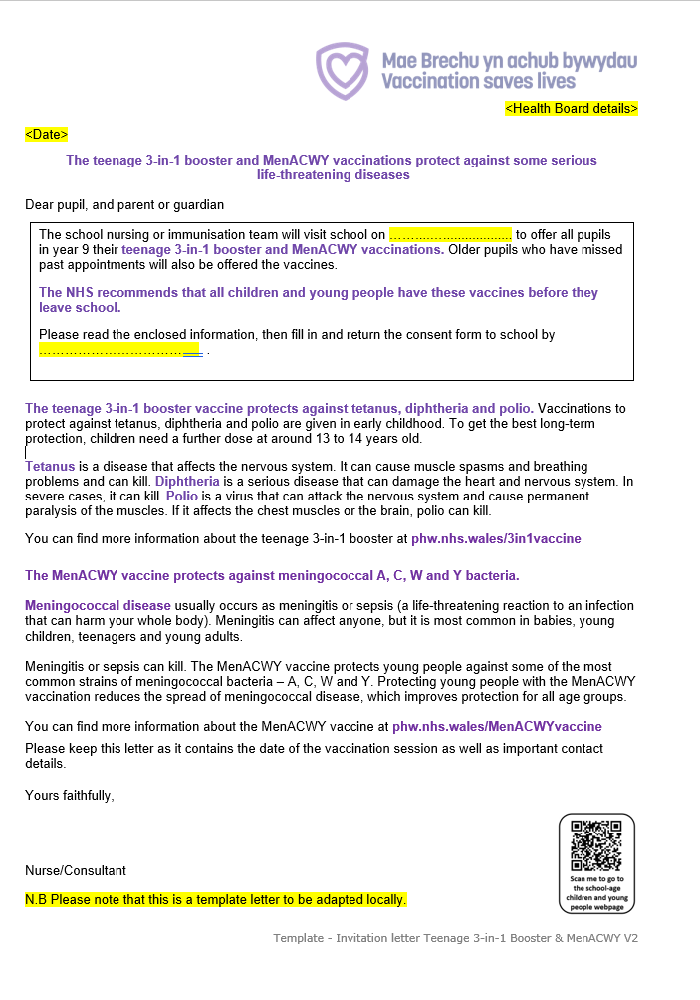 Mae Brechu yn achub bywydau
Vaccination saves lives
<Health Board details>
<Date>
The teenage 3-in-1 booster and MenACWY vaccinations protect against some serious
life-threatening diseases
Dear pupil, and parent or guardian
The school nursing or immunisation team will visit school on ……....…..................... to offer all pupils
in year 9 their teenage 3-in-1 booster and MenACWY vaccinations. Older pupils who have missed
past appointments will also be offered the vaccines.
The NHS recommends that all children and young people have these vaccines before they
leave school.
Please read the enclosed information, then fill in and return the consent form to school by
……………………………..___ .
The teenage 3-in-1 booster vaccine protects against tetanus, diphtheria and polio. Vaccinations to
protect against tetanus, diphtheria and polio are given in early childhood. To get the best long-term
protection, children need a further dose at around 13 to 14 years old.
Tetanus is a disease that affects the nervous system. It can cause muscle spasms and breathing
problems and can kill. Diphtheria is a serious disease that can damage the heart and nervous system. In
severe cases, it can kill. Polio is a virus that can attack the nervous system and cause permanent
paralysis of the muscles. If it affects the chest muscles or the brain, polio can kill.
You can find more information about the teenage 3-in-1 booster at phw.nhs.wales/3in1vaccine
The MenACWY vaccine protects against meningococcal A, C, W and Y bacteria.
Meningococcal disease usually occurs as meningitis or sepsis (a life-threatening reaction to an infection
that can harm your whole body). Meningitis can affect anyone, but it is most common in babies, young
children, teenagers and young adults.
Meningitis or sepsis can kill. The MenACWY vaccine protects young people against some of the most
common strains of meningococcal bacteria – A, C, W and Y. Protecting young people with the MenACWY
vaccination reduces the spread of meningococcal disease, which improves protection for all age groups.
You can find more information about the MenACWY vaccine at phw.nhs.wales/MenACWYvaccine
Please keep this letter as it contains the date of the vaccination session as well as important contact
details.
Yours faithfully,
Nurse/Consultant
N.B Please note that this is a template letter to be adapted locally.
Scan me to go to
the school-age
children and young
people webpage
Template - Invitation letter Teenage 3-in-1 Booster & MenACWY V2